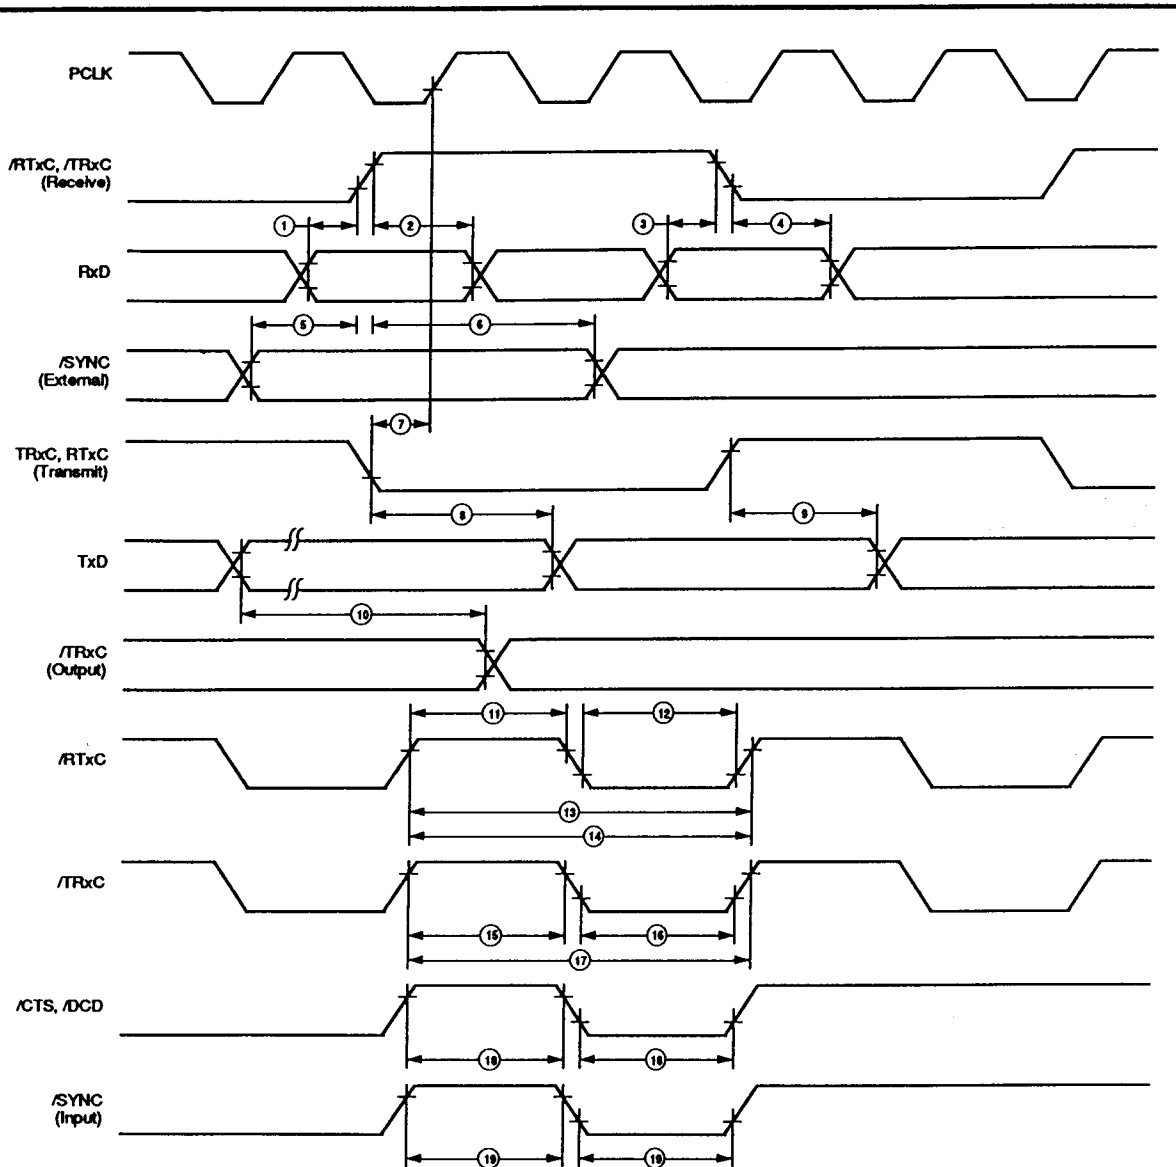 PCLK
/RTxC, /TRxC
(Receive)
1
2
3
4
RxD
5
6
/SYNC
(External)
7
TRxC, RTxC
(Transmit)
8
9
TxD
10
/TRxC
(Output)
11
12
/RTxC
13
14
/TRxC
15
16
17
/CTS, /DCD
18
18
/SYNC
(Input)
19
19